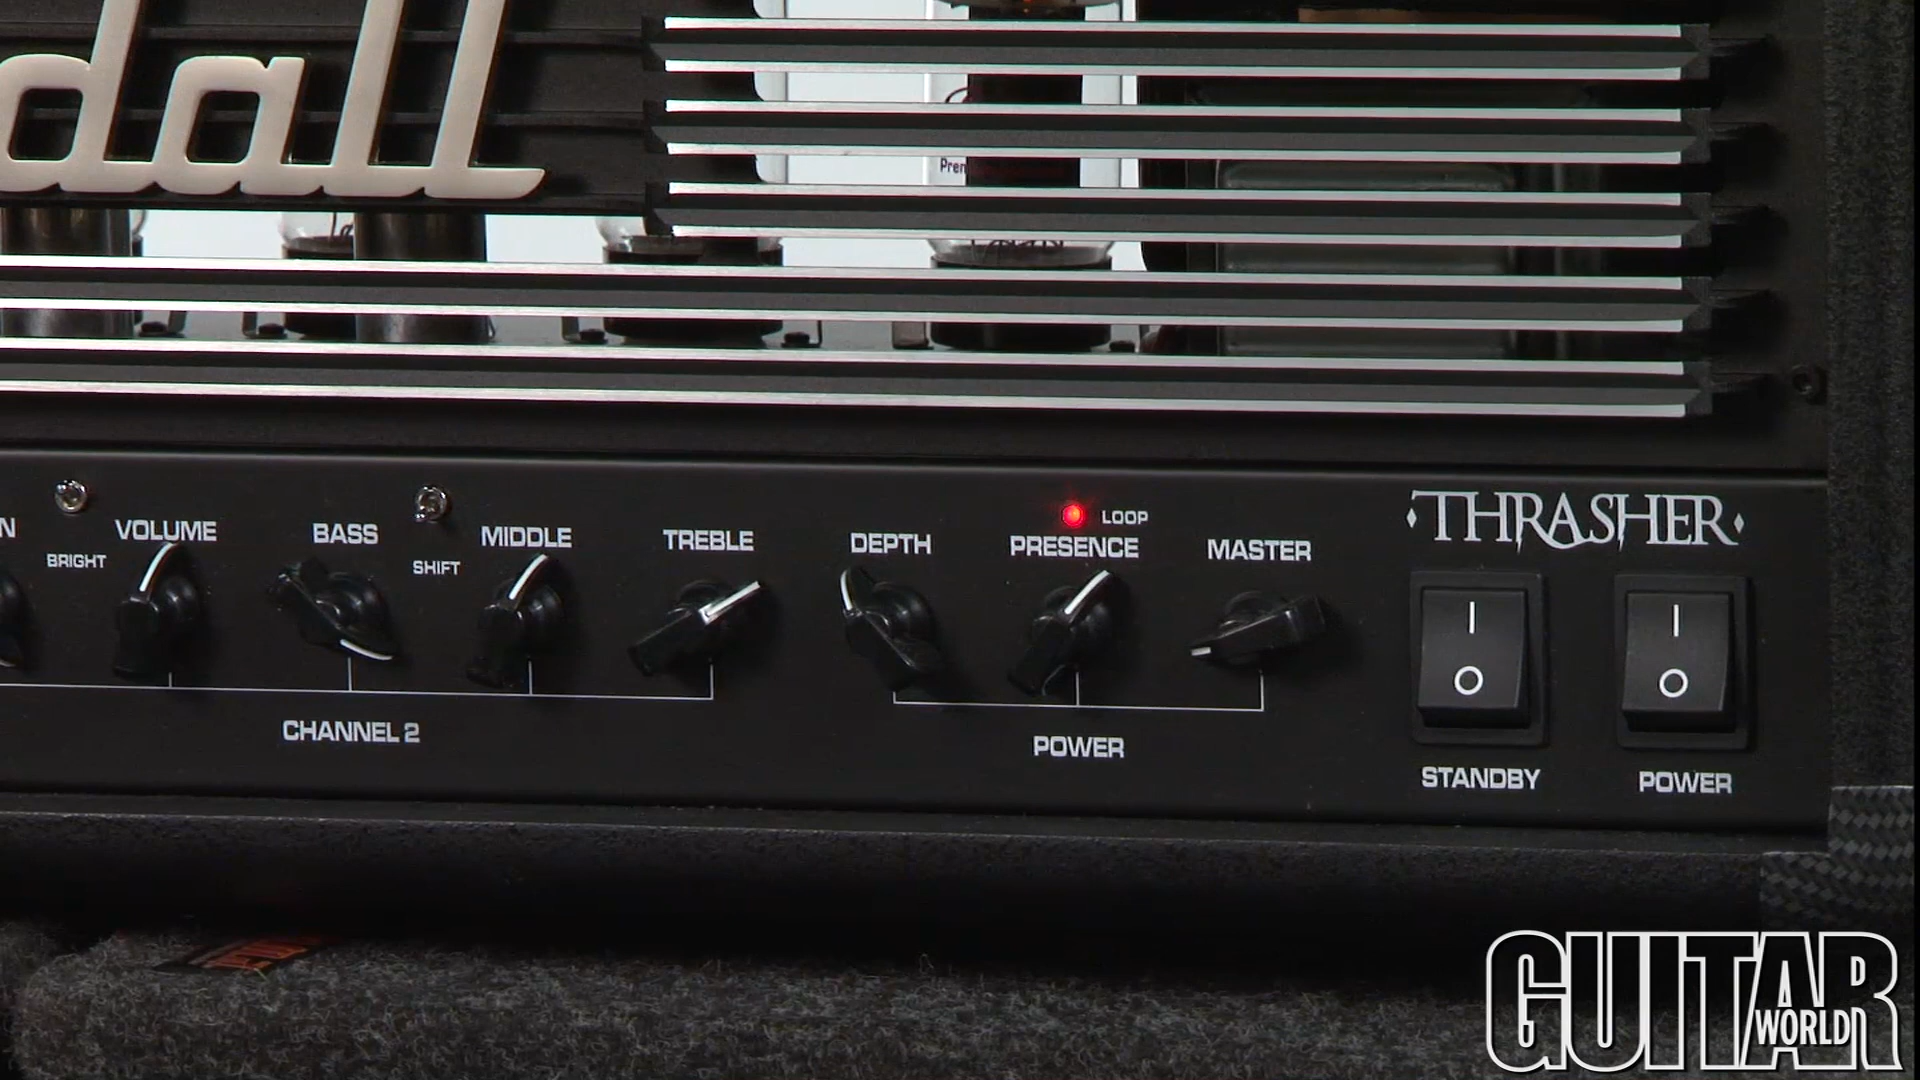 dall
Prem
LOOP
THRASHER
N
VOLUME
BASS
MIDDLE
TREBLE
DEPTH
PRESENCE
MASTER
BRIGHT
SHIFT
CHANNEL 2
POWER
STANDBY
POWER
GUITAR
WORLD